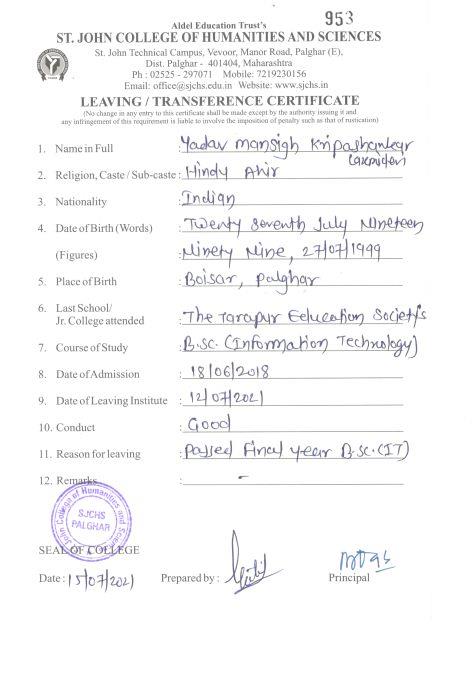 953
Aldel Education Trust's
ST. JOHN COLLEGE OF HUMANITIES AND SCIENCES
St. John Technical Campus, Vevoor, Manor Road, Palghar (E),
Dist. Palghar - 401404, Maharashtra
Ph : 02525 - 297071 Mobile: 7219230156
Email: office@sjchs.edu.in Website: www.sjchs.in
LEAVING / TRANSFERENCE CERTIFICATE
(No change in any entry to this certificate shall be made except by the authority issuing it and
any infringement of this requirement is liable to involve the imposition of penalty such as that of rustication)
1. Name in Full : Yadav Mansigh Kripashankar
2. Religion, Caste / Sub-caste : Hindu Ahir
3. Nationality : Indian
4. Date of Birth (Words) : Twenty Seventh July Nineteen
(Figures) : Ninety Nine, 27/07/1999
5. Place of Birth : Boisar, Palghar
6. Last School/
Jr. College attended : The Tarapur Education Society's
7. Course of Study : B.Sc. (Information Technology)
8. Date of Admission : 18/06/2018
9. Date of Leaving Institute : 12/07/2021
10. Conduct : Good
11. Reason for leaving : Passed Final year B.Sc. (IT)
12. Remarks : -
St. John College of Humanities and Sciences
SJCHS
PALGHAR
SEAL OF COLLEGE
Date : 15/07/2021 Prepared by : Principal